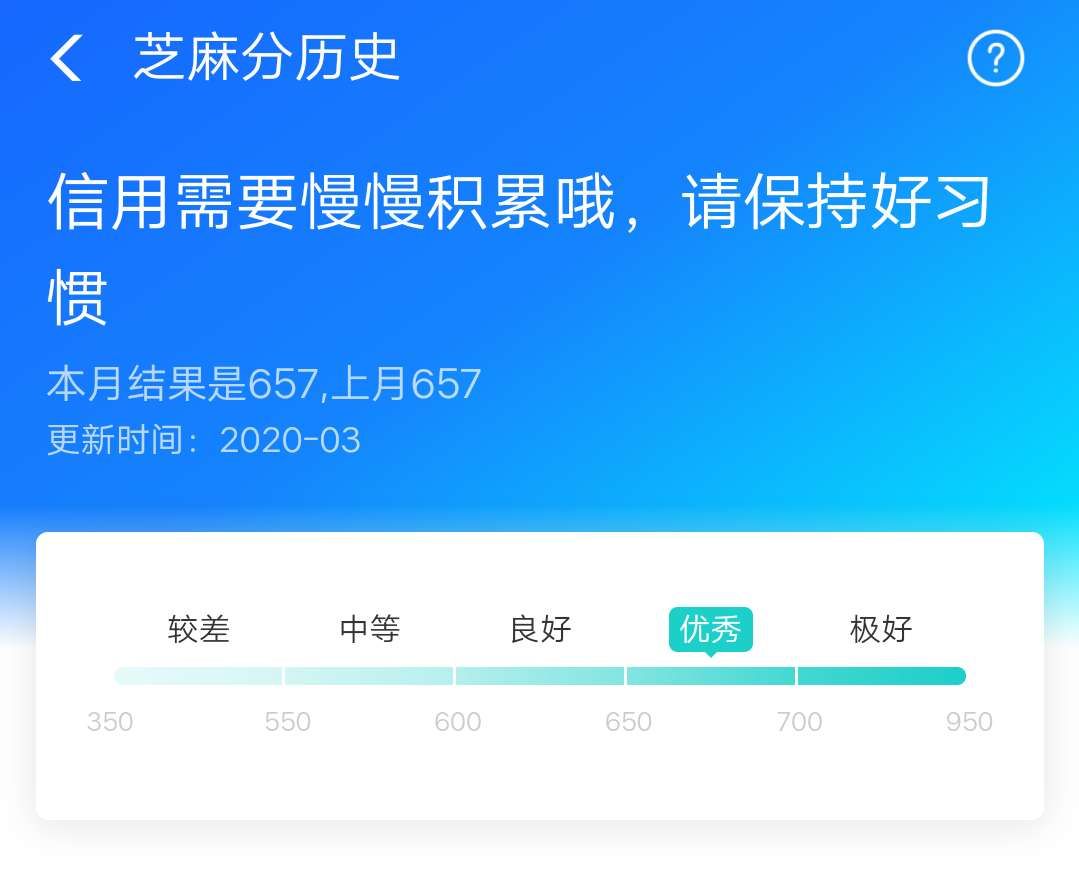 芝麻分历史
?
信用需要慢慢积累哦，请保持好习
惯
本月结果是657,上月657
更新时间：2020-03
较差 中等 良好 优秀 极好
350 550 600 650 700 950